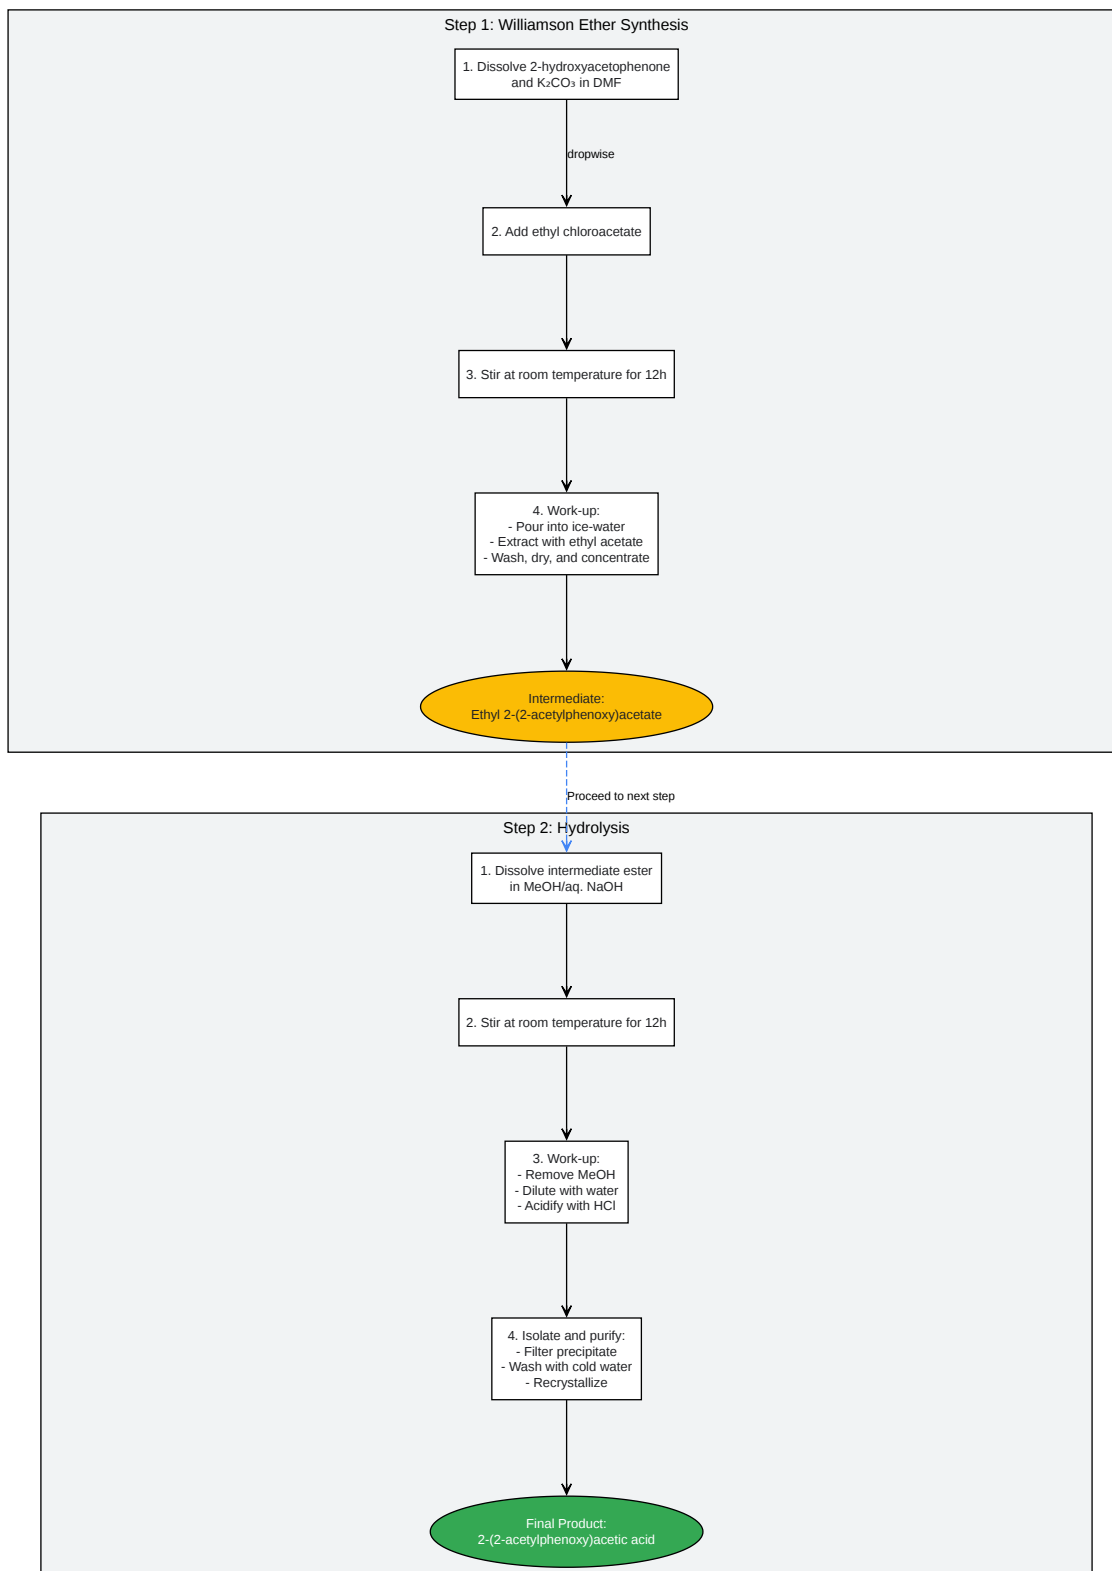 Step 1: Williamson Ether Synthesis
1. Dissolve 2-hydroxyacetophenone
and K₂CO₃ in DMF
dropwise
2. Add ethyl chloroacetate
3. Stir at room temperature for 12h
4. Work-up:
- Pour into ice-water
- Extract with ethyl acetate
- Wash, dry, and concentrate
Intermediate:
Ethyl 2-(2-acetylphenoxy)acetate
Proceed to next step
Step 2: Hydrolysis
1. Dissolve intermediate ester
in MeOH/aq. NaOH
2. Stir at room temperature for 12h
3. Work-up:
- Remove MeOH
- Dilute with water
- Acidify with HCl
4. Isolate and purify:
- Filter precipitate
- Wash with cold water
- Recrystallize
Final Product:
2-(2-acetylphenoxy)acetic acid